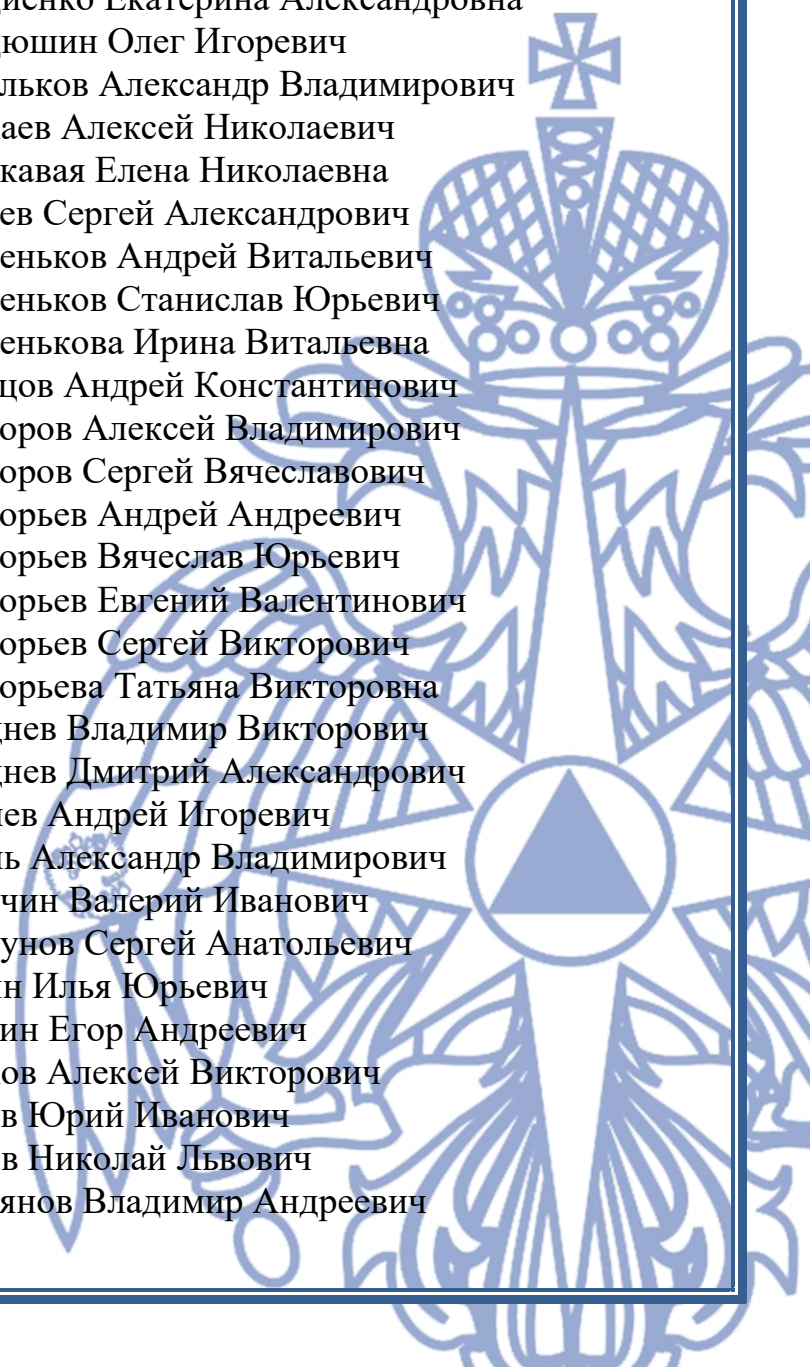 диенко Екатерина Александровна
юшин Олег Игоревич
льков Александр Владимирович
аев Алексей Николаевич
кавая Елена Николаевна
ев Сергей Александрович
еньков Андрей Витальевич
еньков Станислав Юрьевич
енькова Ирина Витальевна
цов Андрей Константинович
оров Алексей Владимирович
оров Сергей Вячеславович
орьев Андрей Андреевич
орьев Вячеслав Юрьевич
орьев Евгений Валентинович
орьев Сергей Викторович
орьева Татьяна Викторовна
днев Владимир Викторович
днев Дмитрий Александрович
ев Андрей Игоревич
ь Александр Владимирович
чин Валерий Иванович
унов Сергей Анатольевич
н Илья Юрьевич
ин Егор Андреевич
ов Алексей Викторович
в Юрий Иванович
в Николай Львович
янов Владимир Андреевич